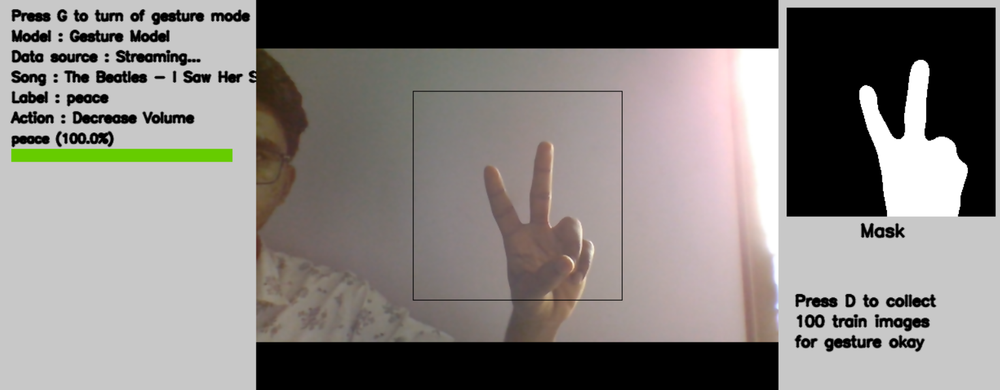 Press G to turn of gesture mode
Model : Gesture Model
Data source : Streaming...
Song : The Beatles - I Saw Her S
Label : peace
Action : Decrease Volume
peace (100.0%)
Mask
Press D to collect
100 train images
for gesture okay